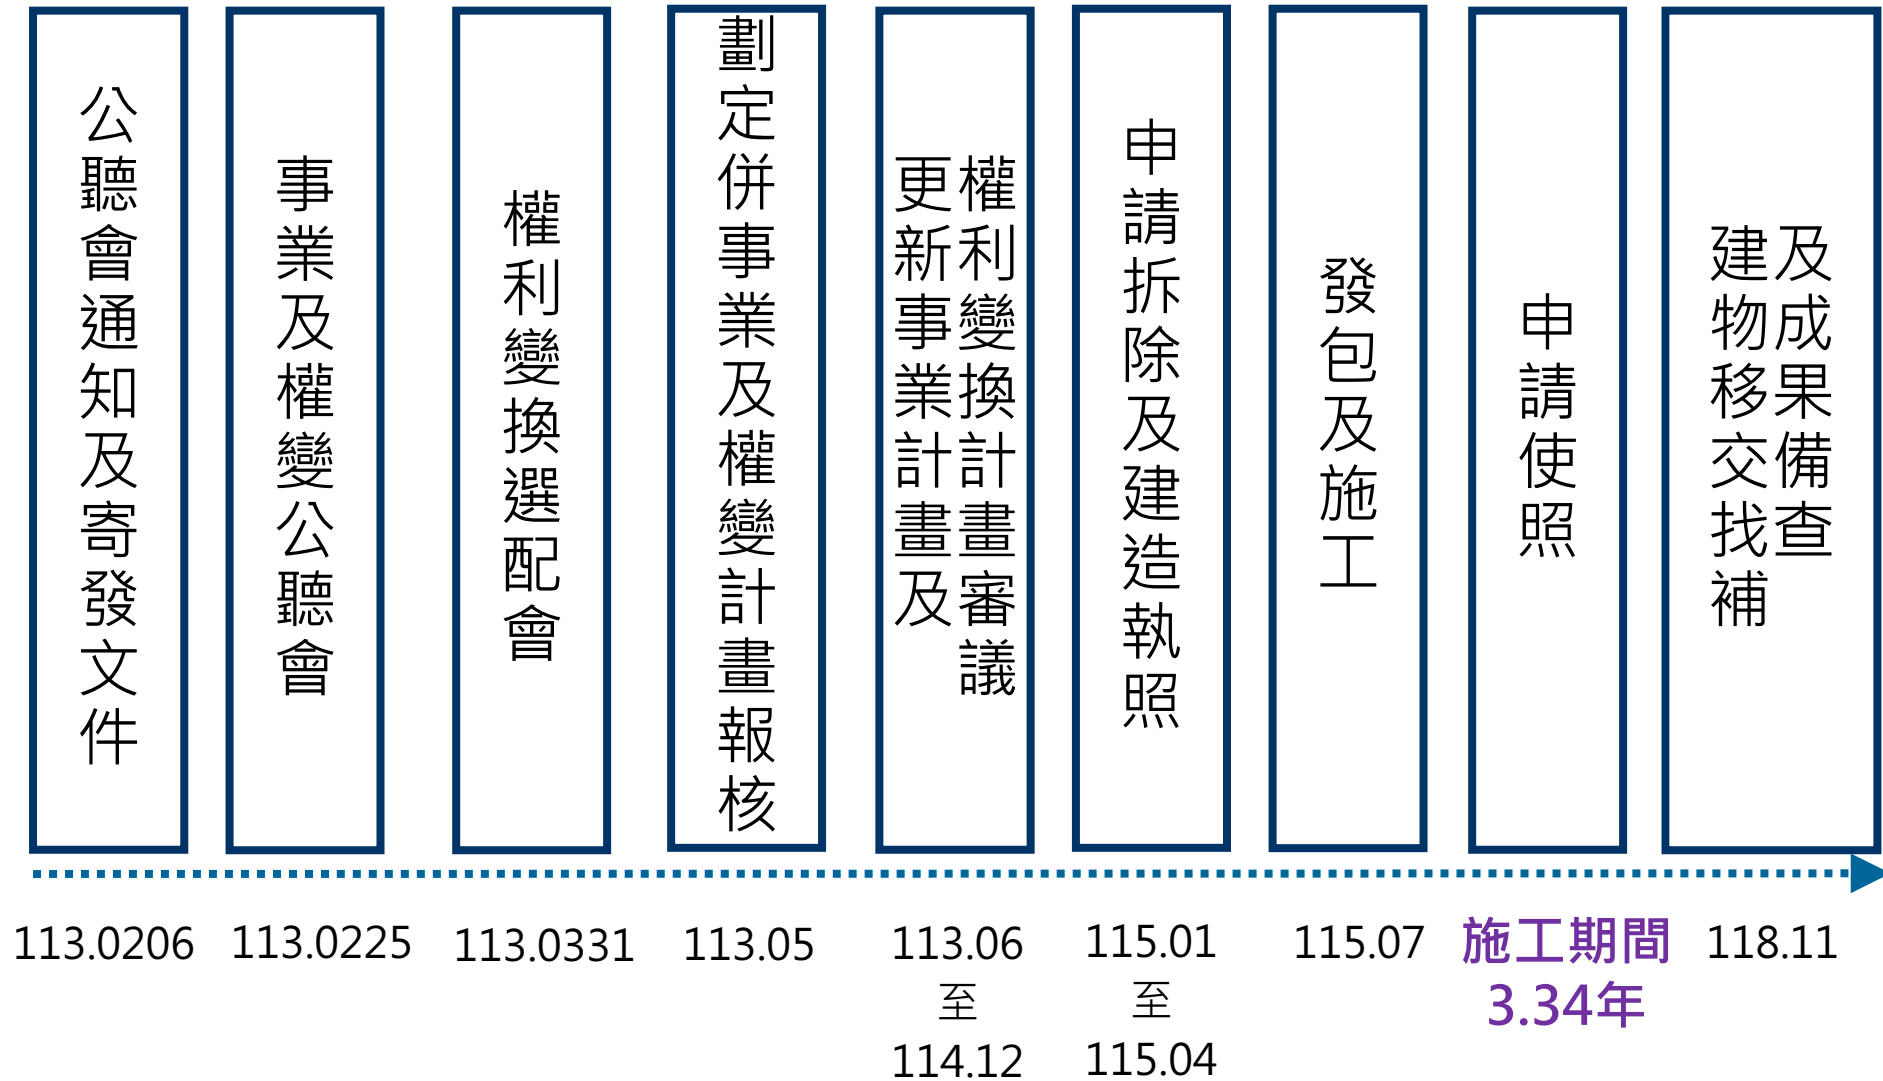 公聽會通知及寄發文件
事業及權變公聽會
權利變換選配會
劃定併事業及權變計畫報核
更新事業計畫及
權利變換計畫審議
申請拆除及建造執照
發包及施工
申請使照
建物移交找補
及成果備查
113.0206
113.0225
113.0331
113.05
113.06
至
114.12
115.01
至
115.04
115.07
施工期間
3.34年
118.11